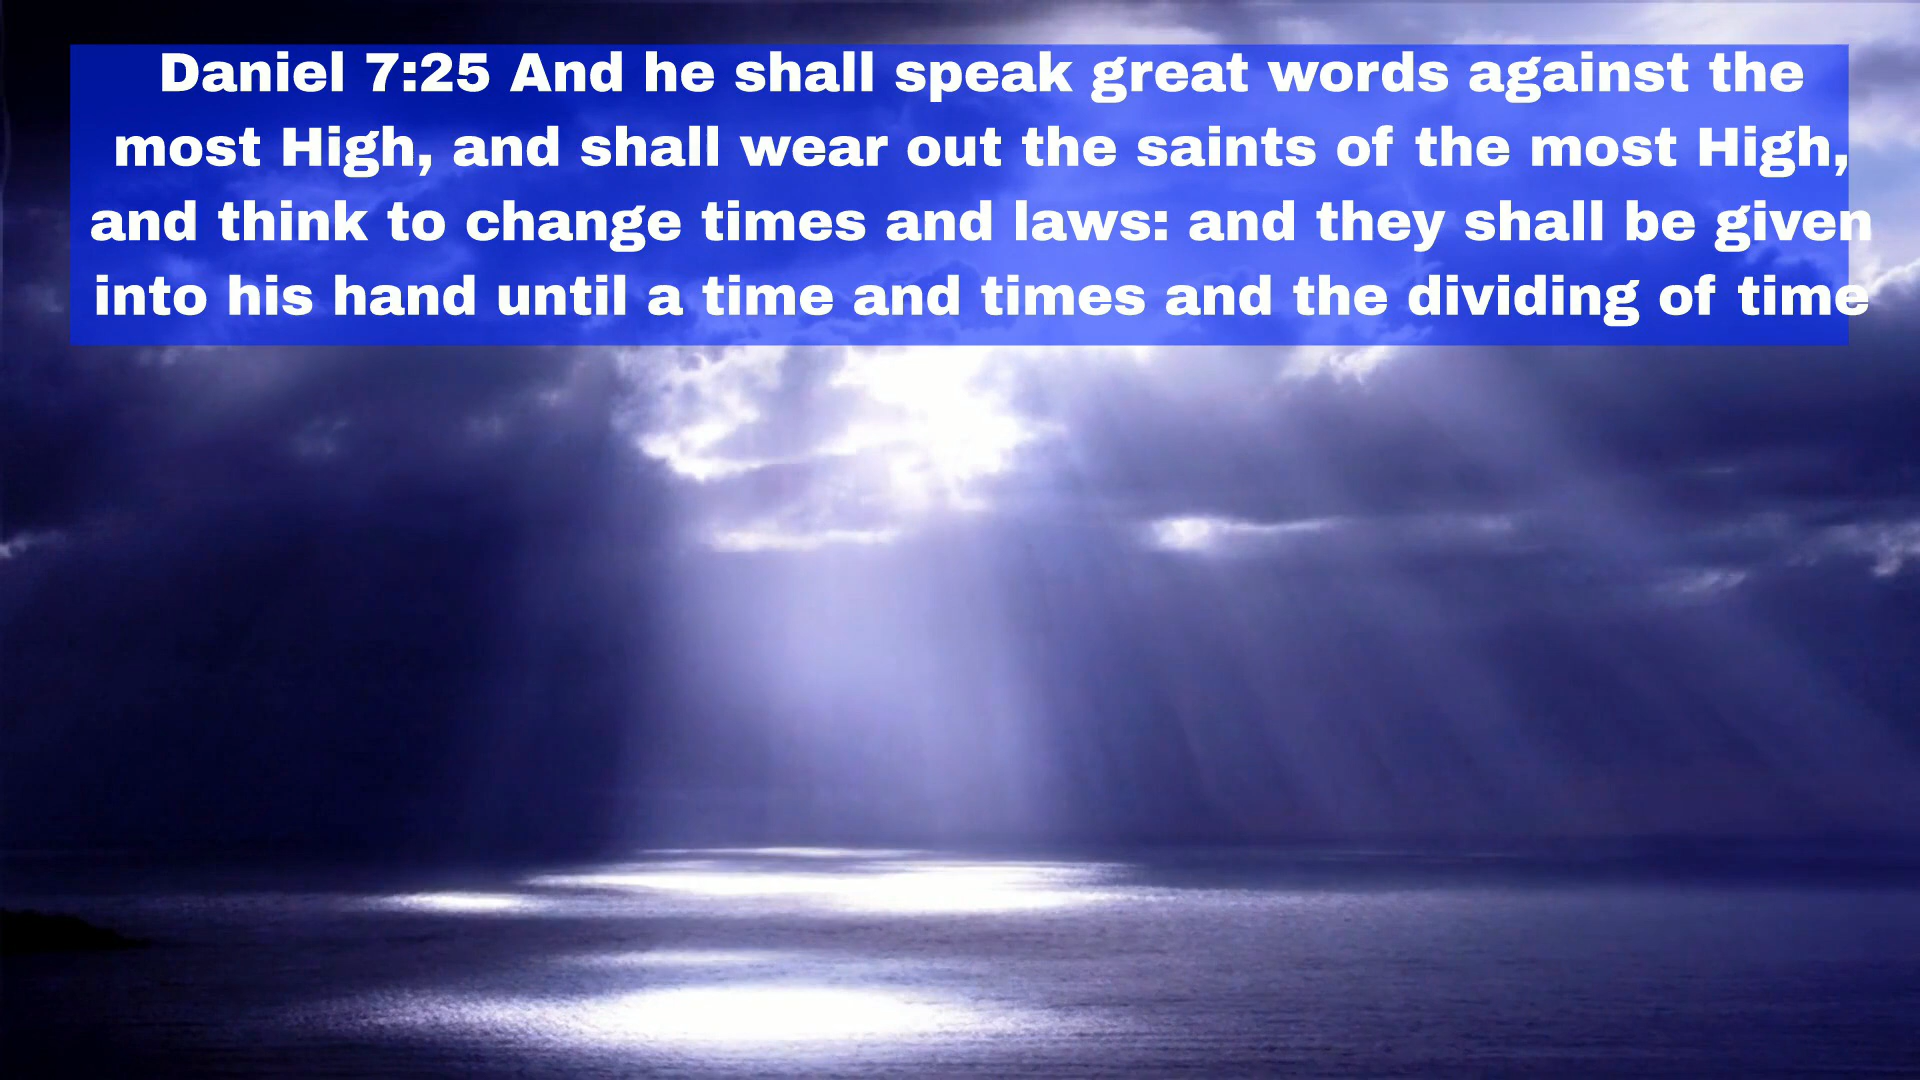 Daniel 7:25 And he shall speak great words against the
most High, and shall wear out the saints of the most High,
and think to change times and laws: and they shall be given
into his hand until a time and times and the dividing of time